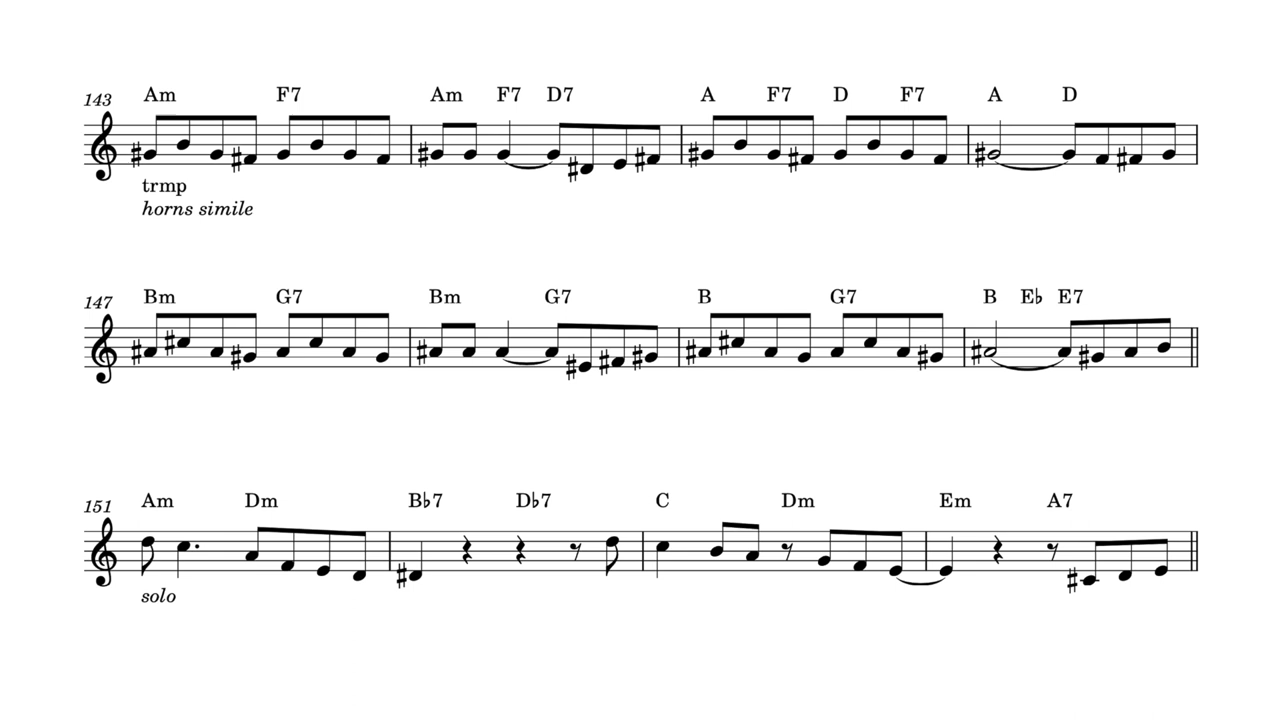 143 Am F7 Am F7 D7 A F7 D F7 A D
trmp
horns simile
147 Bm G7 Bm G7 B G7 B E♭ E7
151 Am Dm B♭7 D♭7 C Dm Em A7
solo